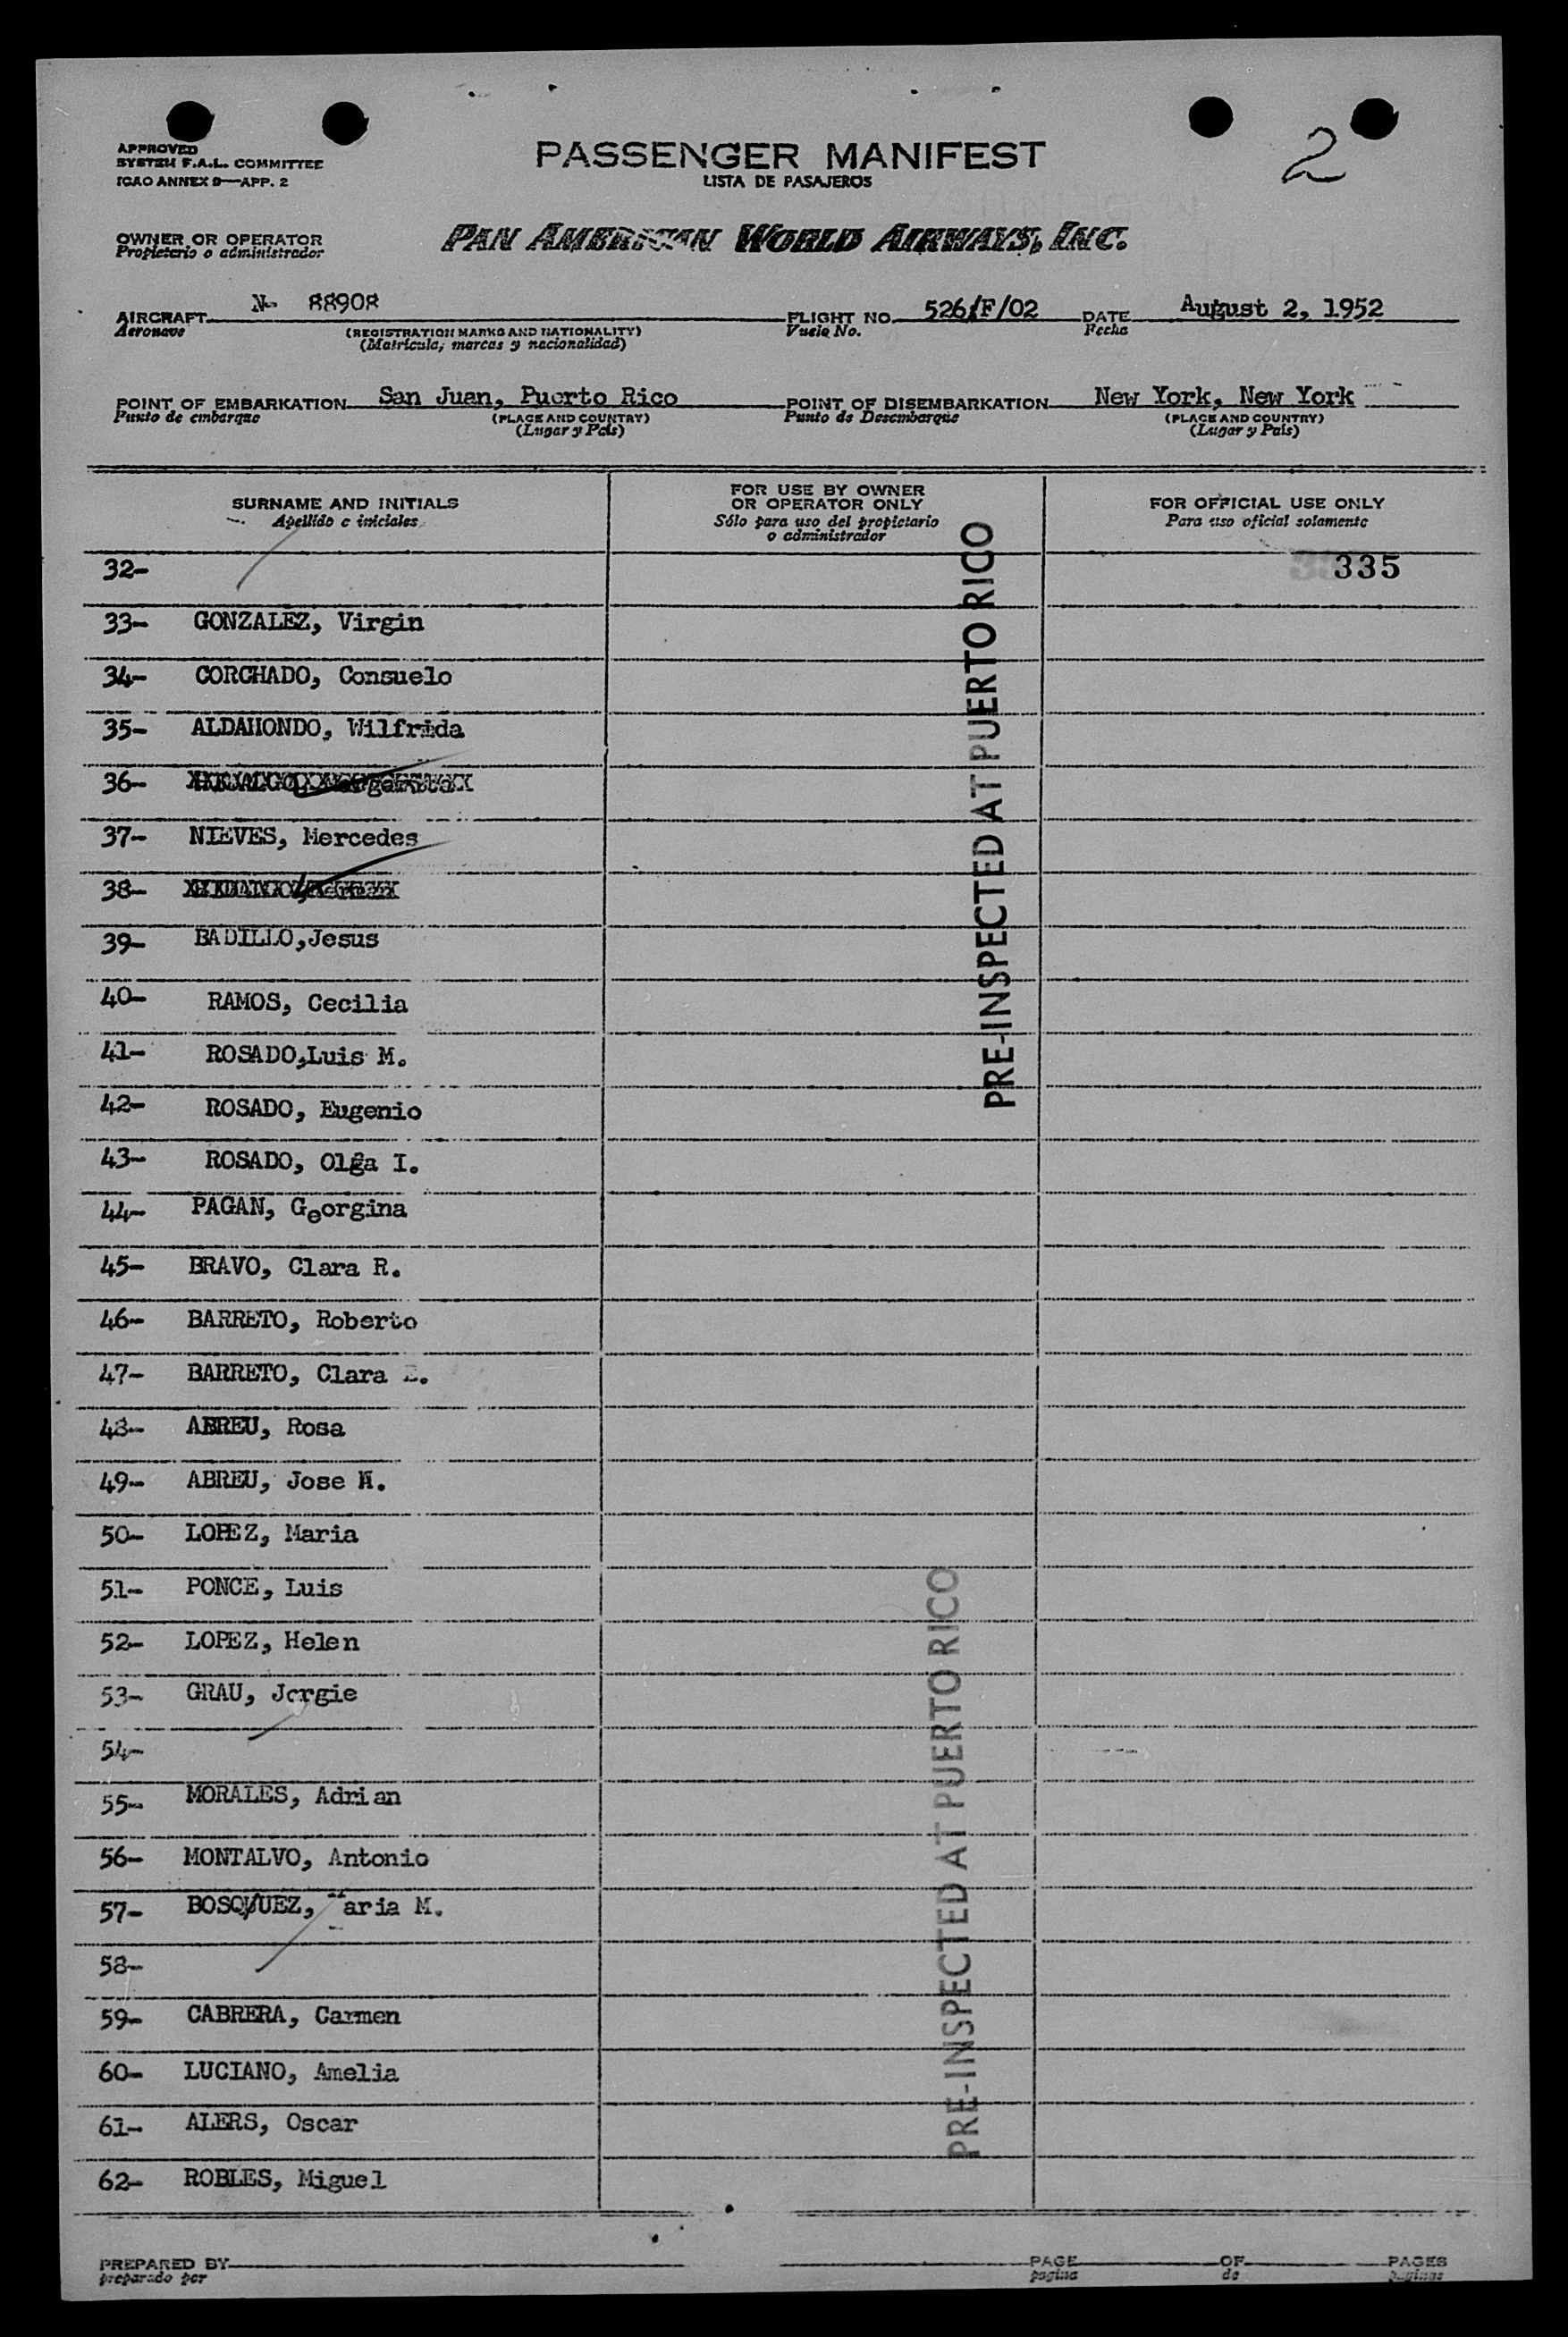 2
APPROVED
SYSTEM F.A.L. COMMITTEE
ICAO ANNEX 9—APP. 2
PASSENGER MANIFEST
LISTA DE PASAJEROS
OWNER OR OPERATOR
Propietario o administrador
PAN AMERICAN WORLD AIRWAYS, INC.
AIRCRAFT N- 88908
Aeronave
(REGISTRATION MARKS AND NATIONALITY)
(Matrícula, marcas y nacionalidad)
FLIGHT NO. 526/F/02
Vuelo No.
DATE August 2, 1952
Fecha
POINT OF EMBARKATION San Juan, Puerto Rico
Punto de embarque
(PLACE AND COUNTRY)
(Lugar y País)
POINT OF DISEMBARKATION New York, New York
Punto de Desembarque
(PLACE AND COUNTRY)
(Lugar y País)
SURNAME AND INITIALS
Apellido e iniciales
FOR USE BY OWNER
OR OPERATOR ONLY
Sólo para uso del propietario
o administrador
FOR OFFICIAL USE ONLY
Para uso oficial solamente
32-
335
33- GONZALEZ, Virgin
34- CORCHADO, Consuelo
35- ALDAHONDO, Wilfrida
36-
37- NIEVES, Mercedes
38-
39- BADILLO,Jesus
40- RAMOS, Cecilia
41- ROSADO,Luis M.
42- ROSADO, Eugenio
43- ROSADO, Olga I.
44- PAGAN, Georgina
45- BRAVO, Clara R.
46- BARRETO, Roberto
47- BARRETO, Clara
48- ABREU, Rosa
49- ABREU, Jose
50- LOPEZ, Maria
51- PONCE, Luis
52- LOPEZ, Helen
53- GRAU, Jorgie
54-
55- MORALES, Adrian
56- MONTALVO, Antonio
57- BOSQUEZ, Maria M.
58-
59- CABRERA, Carmen
60- LUCIANO, Amelia
61- ALERS, Oscar
62- ROBLES, Miguel
PRE-INSPECTED AT PUERTO RICO
PRE-INSPECTED AT PUERTO RICO
PREPARED BY
preparado por
PAGE
pagina
OF
de
PAGES
paginas